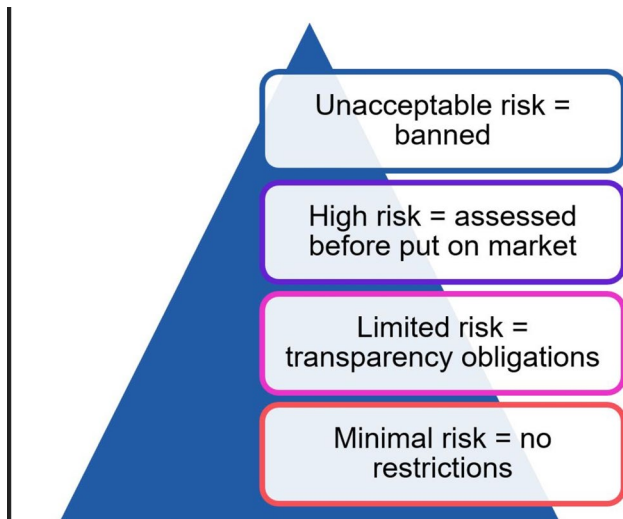 Unacceptable risk =
banned
High risk = assessed
before put on market
Limited risk =
transparency obligations
Minimal risk = no
restrictions